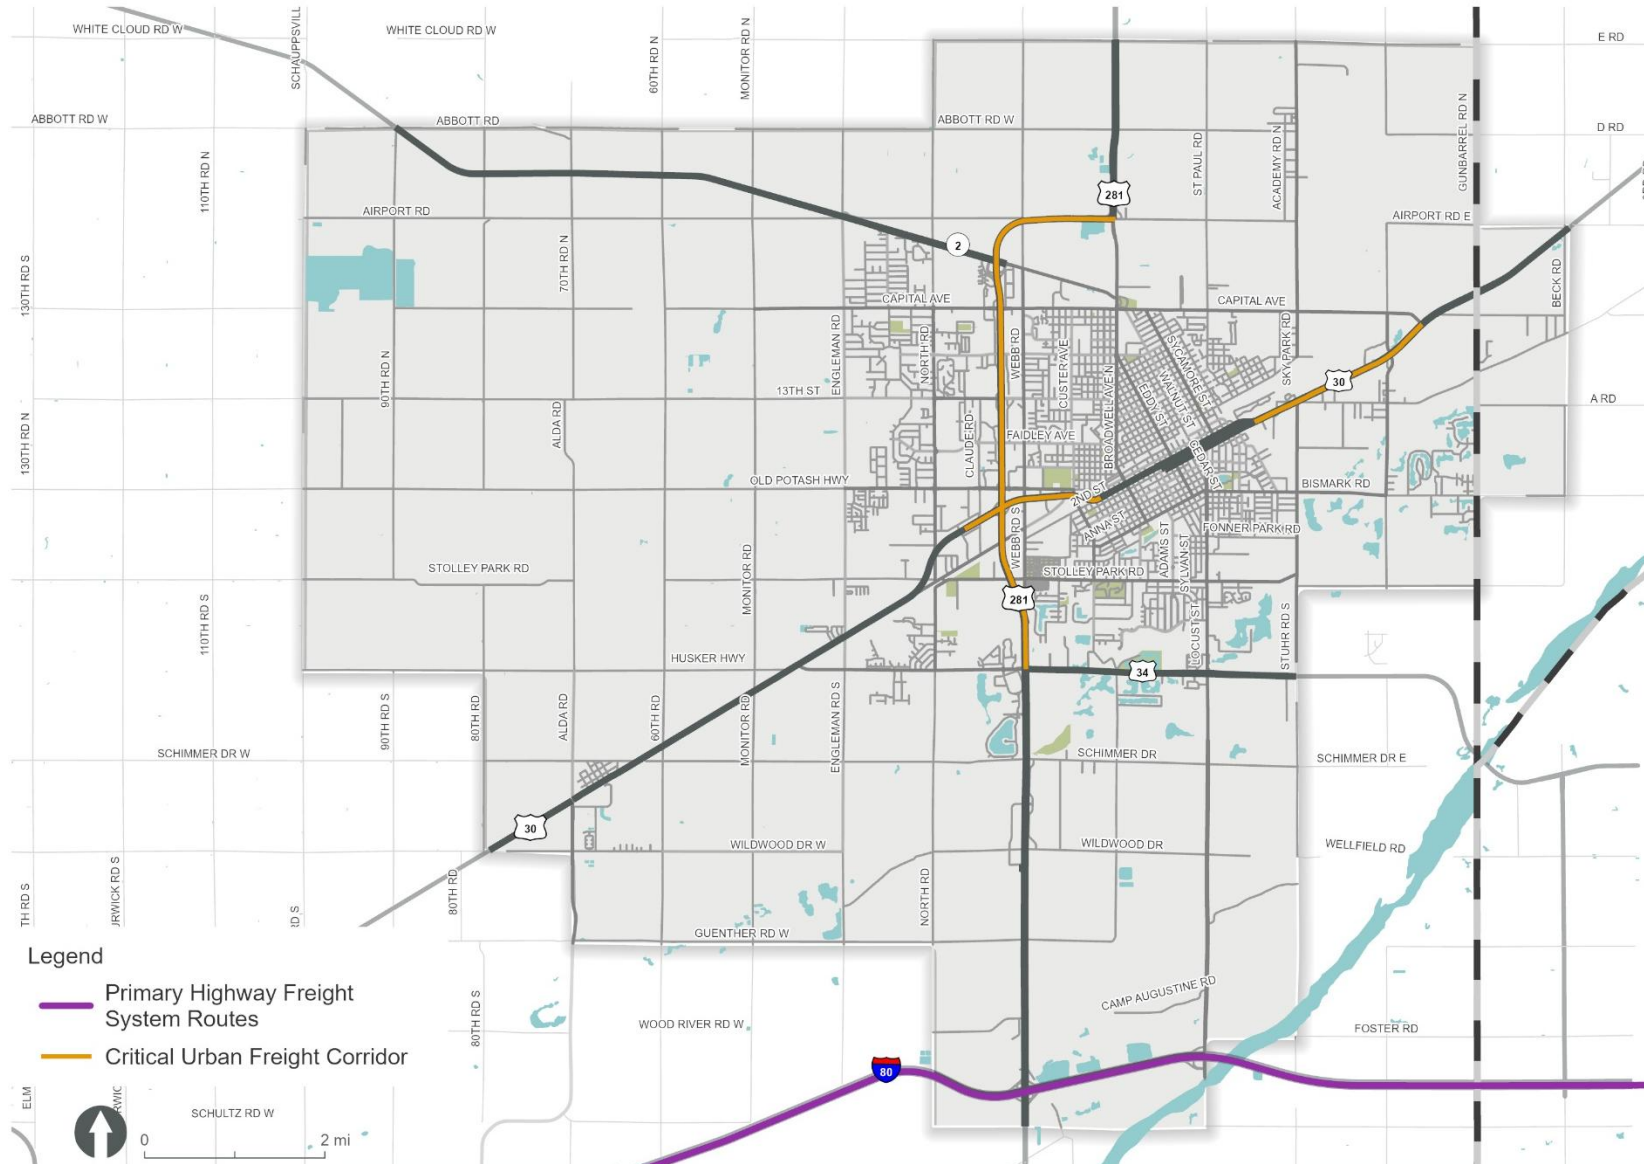 WHITE CLOUD RD W
WHITE CLOUD RD W
SCHAUPPSVILL
60TH RD N
MONITOR RD N
E RD
ABBOTT RD W
ABBOTT RD
ABBOTT RD W
D RD
GUNBARREL RD N
110TH RD N
ST PAUL RD
ACADEMY RD N
281
AIRPORT RD
AIRPORT RD E
2
70TH RD N
130TH RD S
BECK RD
CAPITAL AVE
CAPITAL AVE
ENGLEMAN RD
NORTH RD
WEBB RD
CUSTER AVE
BROADWELL AVE N
SYCAMORE ST
WALNUT ST
EDDY ST
SKY PARK RD
90TH RD N
30
13TH ST
A RD
ALDA RD
130TH RD N
CLAUDE RD
FAIDLEY AVE
CEDAR ST
OLD POTASH HWY
BISMARK RD
2ND ST
ANNA ST
WEBB RD S
FONNER PARK RD
ADAMS ST
SYLVAN ST
STOLLEY PARK RD
STOLLEY PARK RD
MONITOR RD
281
110TH RD S
LOCUST ST
STUHR RD S
HUSKER HWY
34
90TH RD S
80TH RD
ALDA RD
60TH RD
MONITOR RD
ENGLEMAN RD S
SCHIMMER DR W
SCHIMMER DR
SCHIMMER DR E
30
WILDWOOD DR W
WILDWOOD DR
WELLFIELD RD
TH RD S
URWICK RD S
RD S
80TH RD
NORTH RD
GUENTHER RD W
Legend
Primary Highway Freight
System Routes
Critical Urban Freight Corridor
80TH RD S
WOOD RIVER RD W
CAMP AUGUSTINE RD
FOSTER RD
80
ELM
RWIC
SCHULTZ RD W
0
2 mi